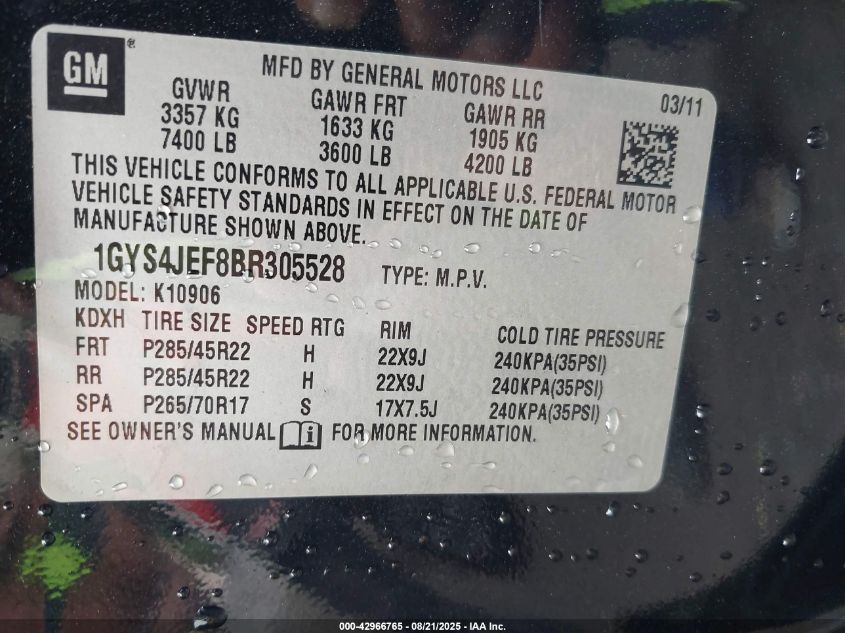 GM ®
MFD BY GENERAL MOTORS LLC
03/11
GVWR GAWR FRT GAWR RR
3357 KG 1633 KG 1905 KG
7400 LB 3600 LB 4200 LB
THIS VEHICLE CONFORMS TO ALL APPLICABLE U.S. FEDERAL MOTOR
VEHICLE SAFETY STANDARDS IN EFFECT ON THE DATE OF
MANUFACTURE SHOWN ABOVE.
1GYS4JEF8BR305528 TYPE: M.P.V.
MODEL: K10906
KDXH TIRE SIZE SPEED RTG RIM COLD TIRE PRESSURE
FRT P285/45R22 H 22X9J 240KPA(35PSI)
RR P285/45R22 H 22X9J 240KPA(35PSI)
SPA P265/70R17 S 17X7.5J 240KPA(35PSI)
SEE OWNER'S MANUAL i FOR MORE INFORMATION.
000-42966765 - 08/21/2025 - IAA Inc.